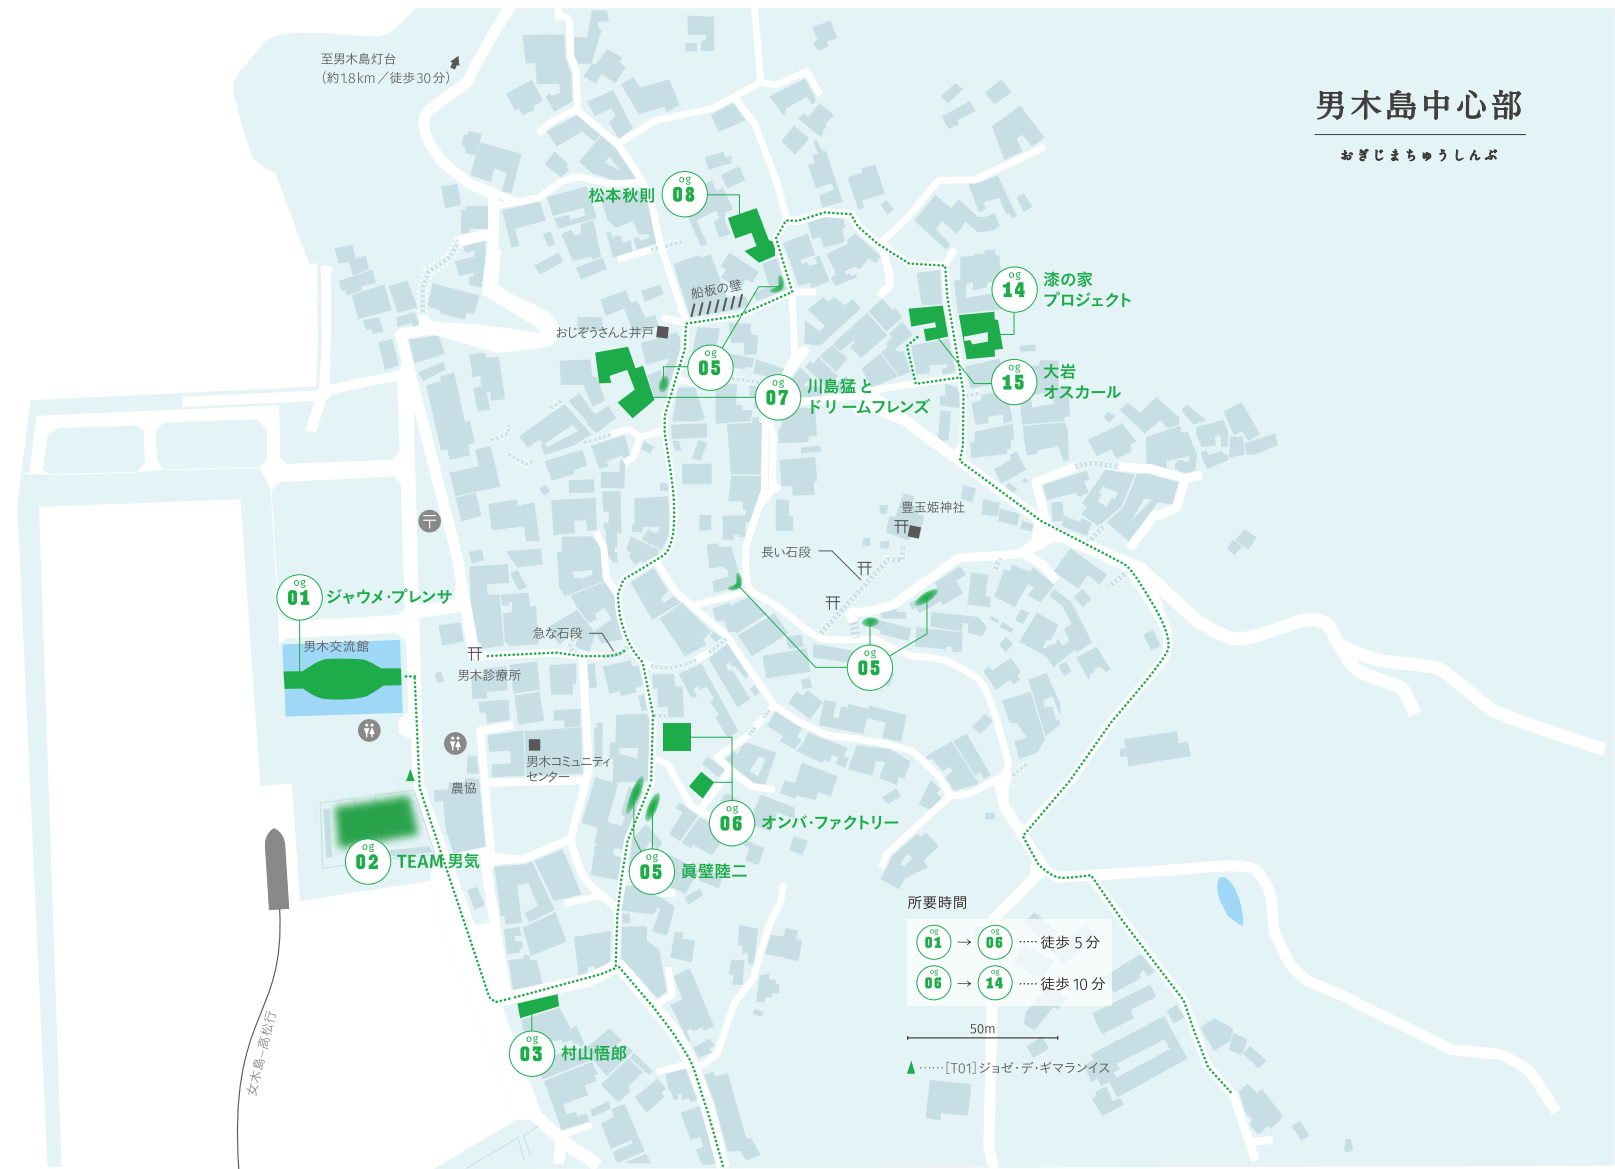 至男木島灯台
(約1.8km／徒歩30分)
男木島中心部
おぎじまちゅうしんぶ
松本秋則
og
08
船板の壁
おじぞうさんと井戸
og
05
og
07
川島猛と
ドリームフレンズ
og
14
漆の家
プロジェクト
og
15
大岩
オスカール
豊玉姫神社
長い石段
〒
og
01
ジャウメ・プレンサ
男木交流館
急な石段
男木診療所
og
05
男木コミュニティ
センター
農協
og
06
オンバ・ファクトリー
og
02
TEAM 男気
og
05
眞壁陸二
og
03
村山悟郎
女木島−高松行
所要時間
og
01
→
og
06
‥‥‥徒歩 5 分
og
06
→
og
14
‥‥‥徒歩 10 分
50m
▲‥‥‥[T01]ジョゼ・デ・ギマランイス